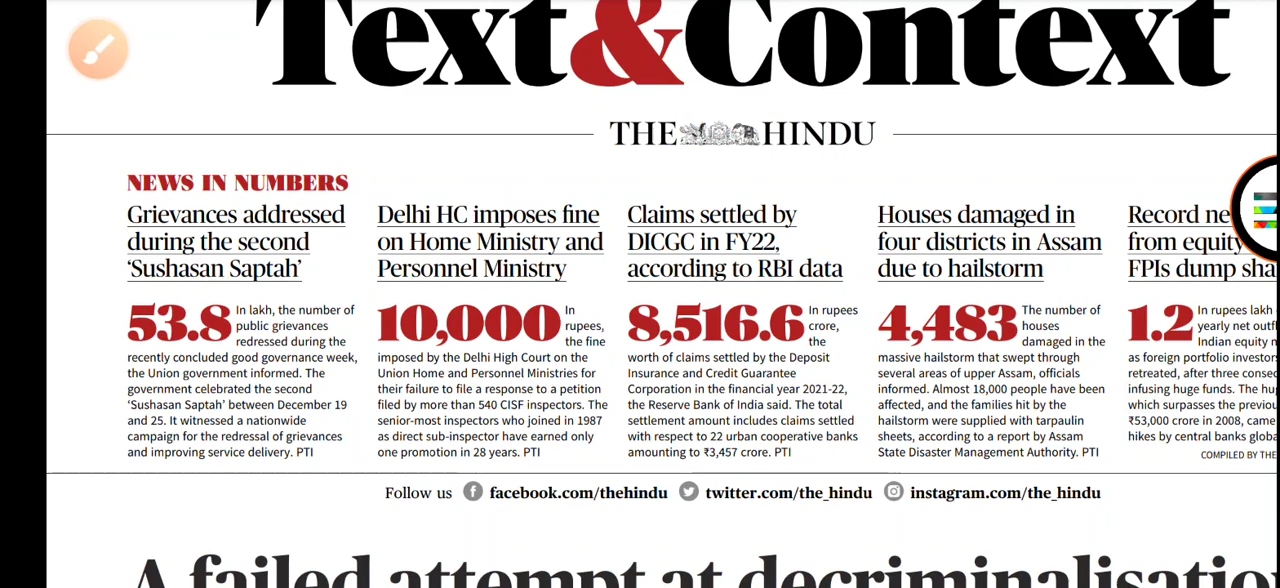 Text&Context
THE HINDU
NEWS IN NUMBERS
Grievances addressed
during the second
‘Sushasan Saptah’
53.8 In lakh, the number of
public grievances
redressed during the
recently concluded good governance week,
the Union government informed. The
government celebrated the second
‘Sushasan Saptah’ between December 19
and 25. It witnessed a nationwide
campaign for the redressal of grievances
and improving service delivery. PTI
Delhi HC imposes fine
on Home Ministry and
Personnel Ministry
10,000 In
rupees,
the fine
imposed by the Delhi High Court on the
Union Home and Personnel Ministries for
their failure to file a response to a petition
filed by more than 540 CISF inspectors. The
senior-most inspectors who joined in 1987
as direct sub-inspector have earned only
one promotion in 28 years. PTI
Claims settled by
DICGC in FY22,
according to RBI data
8,516.6 In rupees
crore,
the
worth of claims settled by the Deposit
Insurance and Credit Guarantee
Corporation in the financial year 2021-22,
the Reserve Bank of India said. The total
settlement amount includes claims settled
with respect to 22 urban cooperative banks
amounting to ₹3,457 crore. PTI
Houses damaged in
four districts in Assam
due to hailstorm
4,483 The number of
houses
damaged in the
massive hailstorm that swept through
several areas of upper Assam, officials
informed. Almost 18,000 people have been
affected, and the families hit by the
hailstorm were supplied with tarpaulin
sheets, according to a report by Assam
State Disaster Management Authority. PTI
Record
from equity
FPIs dump
1.2 In rupees lakh
yearly net
Indian equity
as foreign portfolio
retreated, after three
infusing huge funds. The
which surpasses the
₹53,000 crore in 2008, came
hikes by central banks
COMPILED BY THE
Follow us facebook.com/thehindu twitter.com/the_hindu instagram.com/the_hindu
A failed attempt at